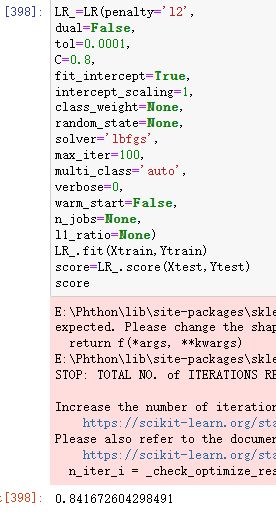 [398]: LR_=LR(penalty='l2',
dual=False,
tol=0.0001,
C=0.8,
fit_intercept=True,
intercept_scaling=1,
class_weight=None,
random_state=None,
solver='lbfgs',
max_iter=100,
multi_class='auto',
verbose=0,
warm_start=False,
n_jobs=None,
l1_ratio=None)
LR_.fit(Xtrain,Ytrain)
score=LR_.score(Xtest,Ytest)
score
E:\Phthon\lib\site-packages\skle
expected. Please change the shap
return f(*args, **kwargs)
E:\Phthon\lib\site-packages\skle
STOP: TOTAL NO. of ITERATIONS RE
Increase the number of iteration
https://scikit-learn.org/sta
Please also refer to the documen
https://scikit-learn.org/sta
n_iter_i = _check_optimize_res
[398]: 0.841672604298491